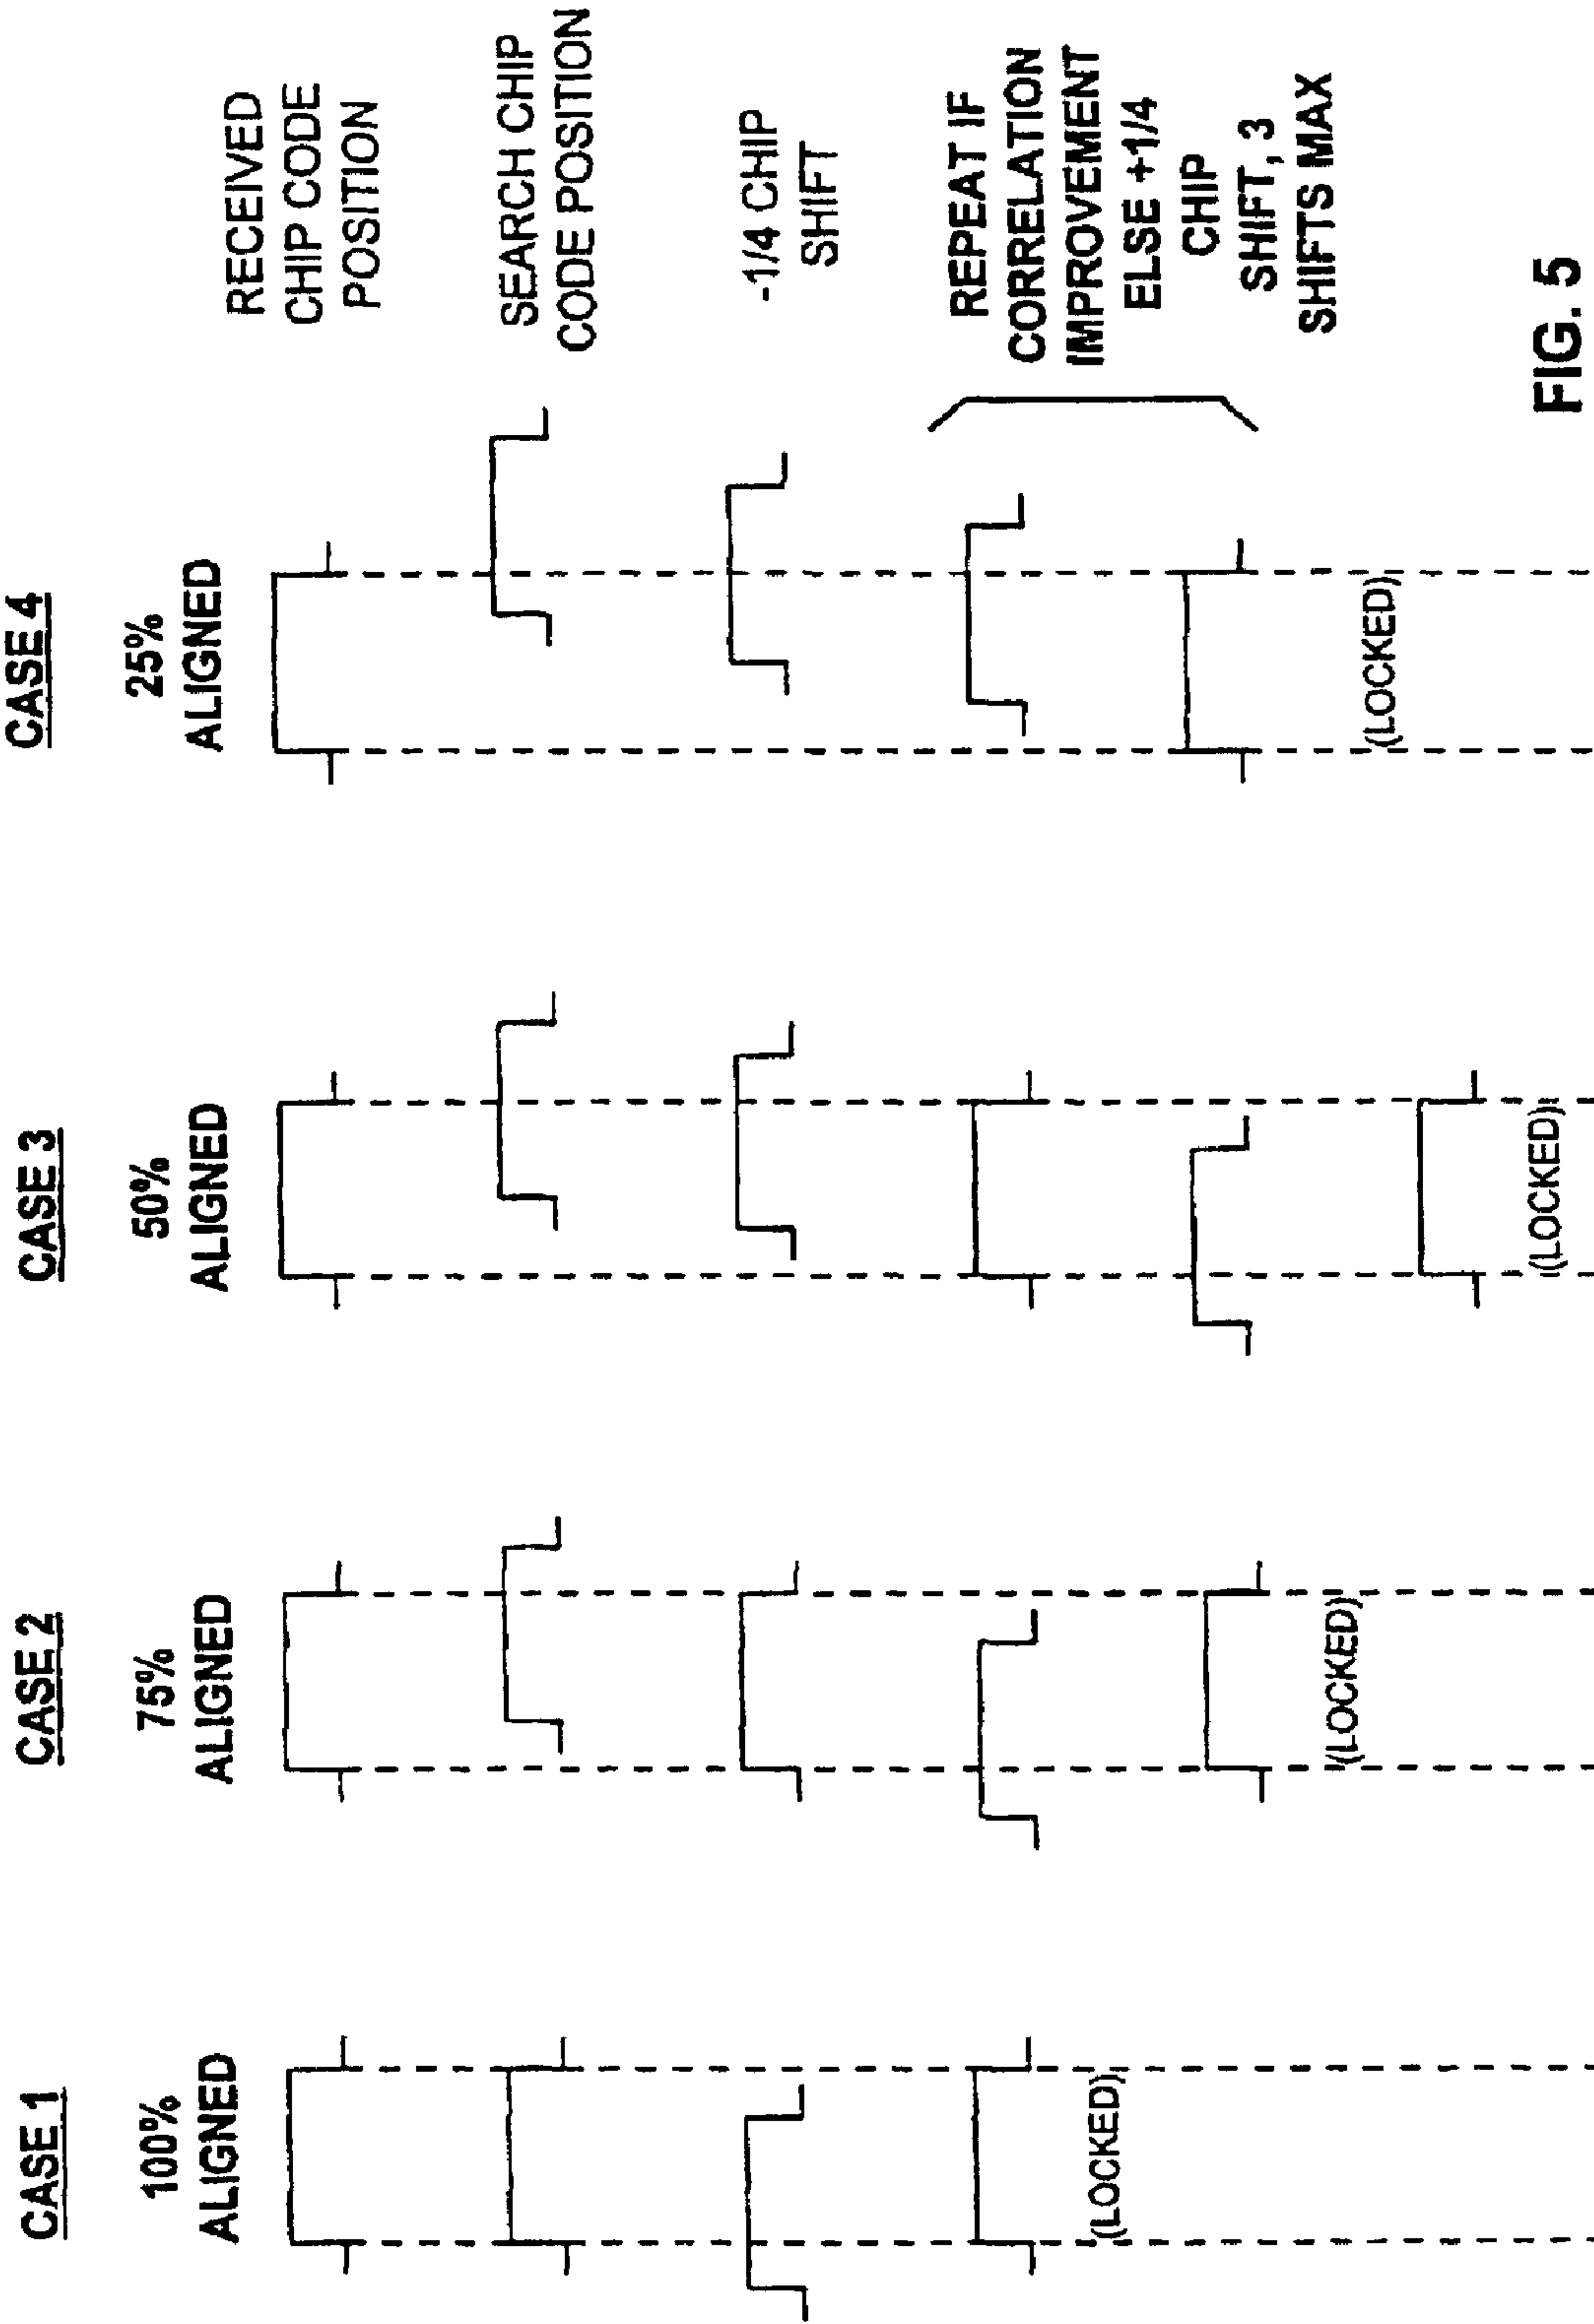 CASE 1
CASE 2
CASE 3
CASE 4
100%
ALIGNED
75%
ALIGNED
50%
ALIGNED
25%
ALIGNED
RECEIVED
CHIP CODE
POSITION
SEARCH CHIP
CODE POSITION
-1/4 CHIP
SHIFT
REPEAT IF
CORRELATION
IMPROVEMENT
ELSE +1/4
CHIP
SHIFT, 3
SHIFTS MAX
(LOCKED)
(LOCKED)
(LOCKED)
(LOCKED)
FIG. 5